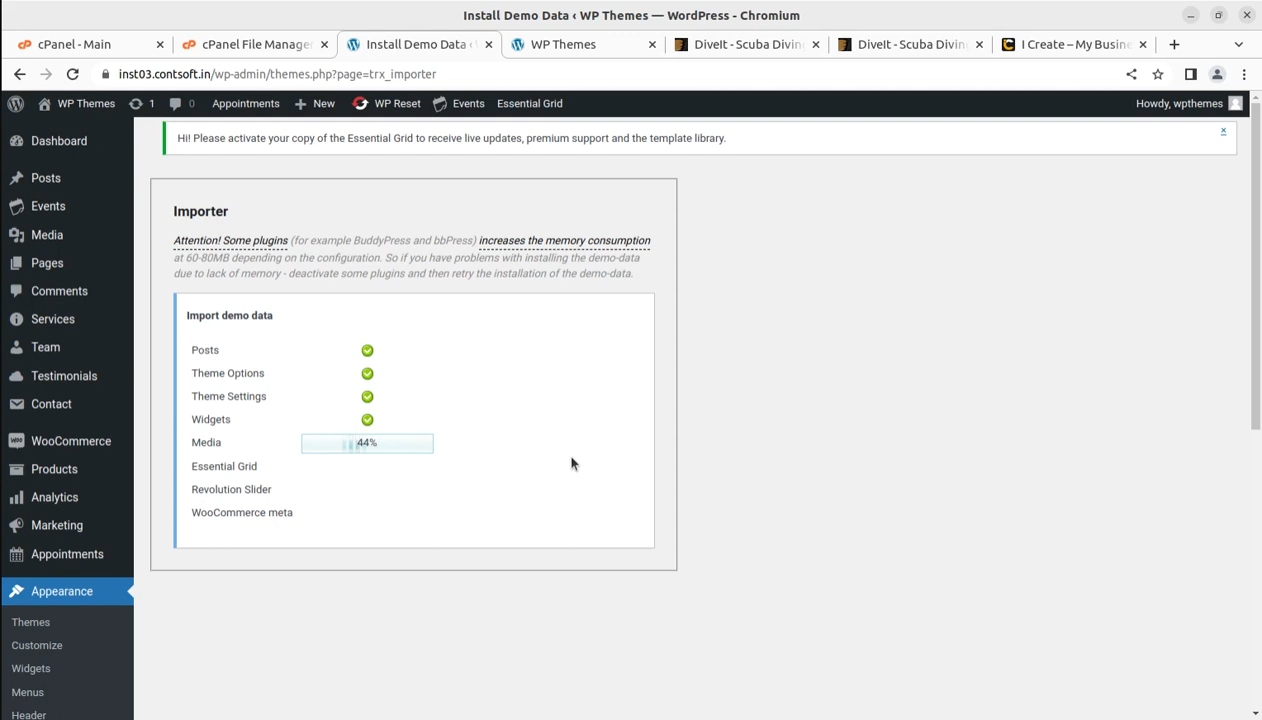 Install Demo Data ‹ WP Themes — WordPress - Chromium
cPanel - Main
cPanel File Manage
Install Demo Data ‹
WP Themes
DiveIt - Scuba Divin
DiveIt - Scuba Divin
I Create – My Busin
inst03.contsoft.in/wp-admin/themes.php?page=trx_importer
WP Themes
1
0
Appointments
New
WP Reset
Events
Essential Grid
Howdy, wpthemes
Dashboard
Posts
Events
Media
Pages
Comments
Services
Team
Testimonials
Contact
WooCommerce
Products
Analytics
Marketing
Appointments
Appearance
Themes
Customize
Widgets
Menus
Header
Hi! Please activate your copy of the Essential Grid to receive live updates, premium support and the template library.
Importer
Attention! Some plugins (for example BuddyPress and bbPress) increases the memory consumption
at 60-80MB depending on the configuration. So if you have problems with installing the demo-data
due to lack of memory - deactivate some plugins and then retry the installation of the demo-data.
Import demo data
Posts
Theme Options
Theme Settings
Widgets
Media 44%
Essential Grid
Revolution Slider
WooCommerce meta